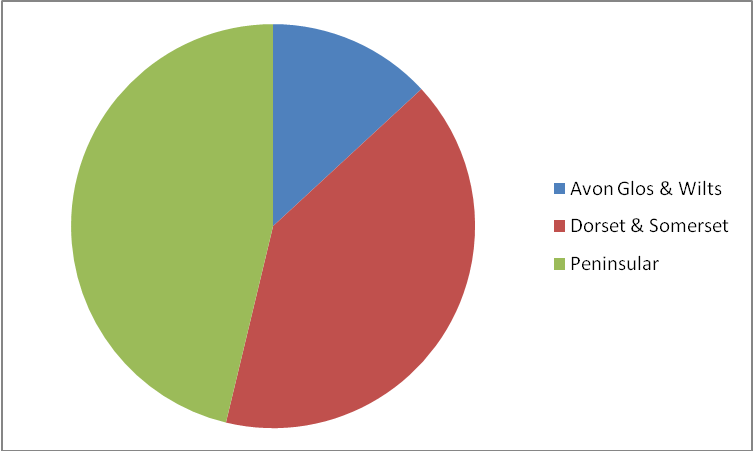 Avon Glos & Wilts
Dorset & Somerset
Peninsular